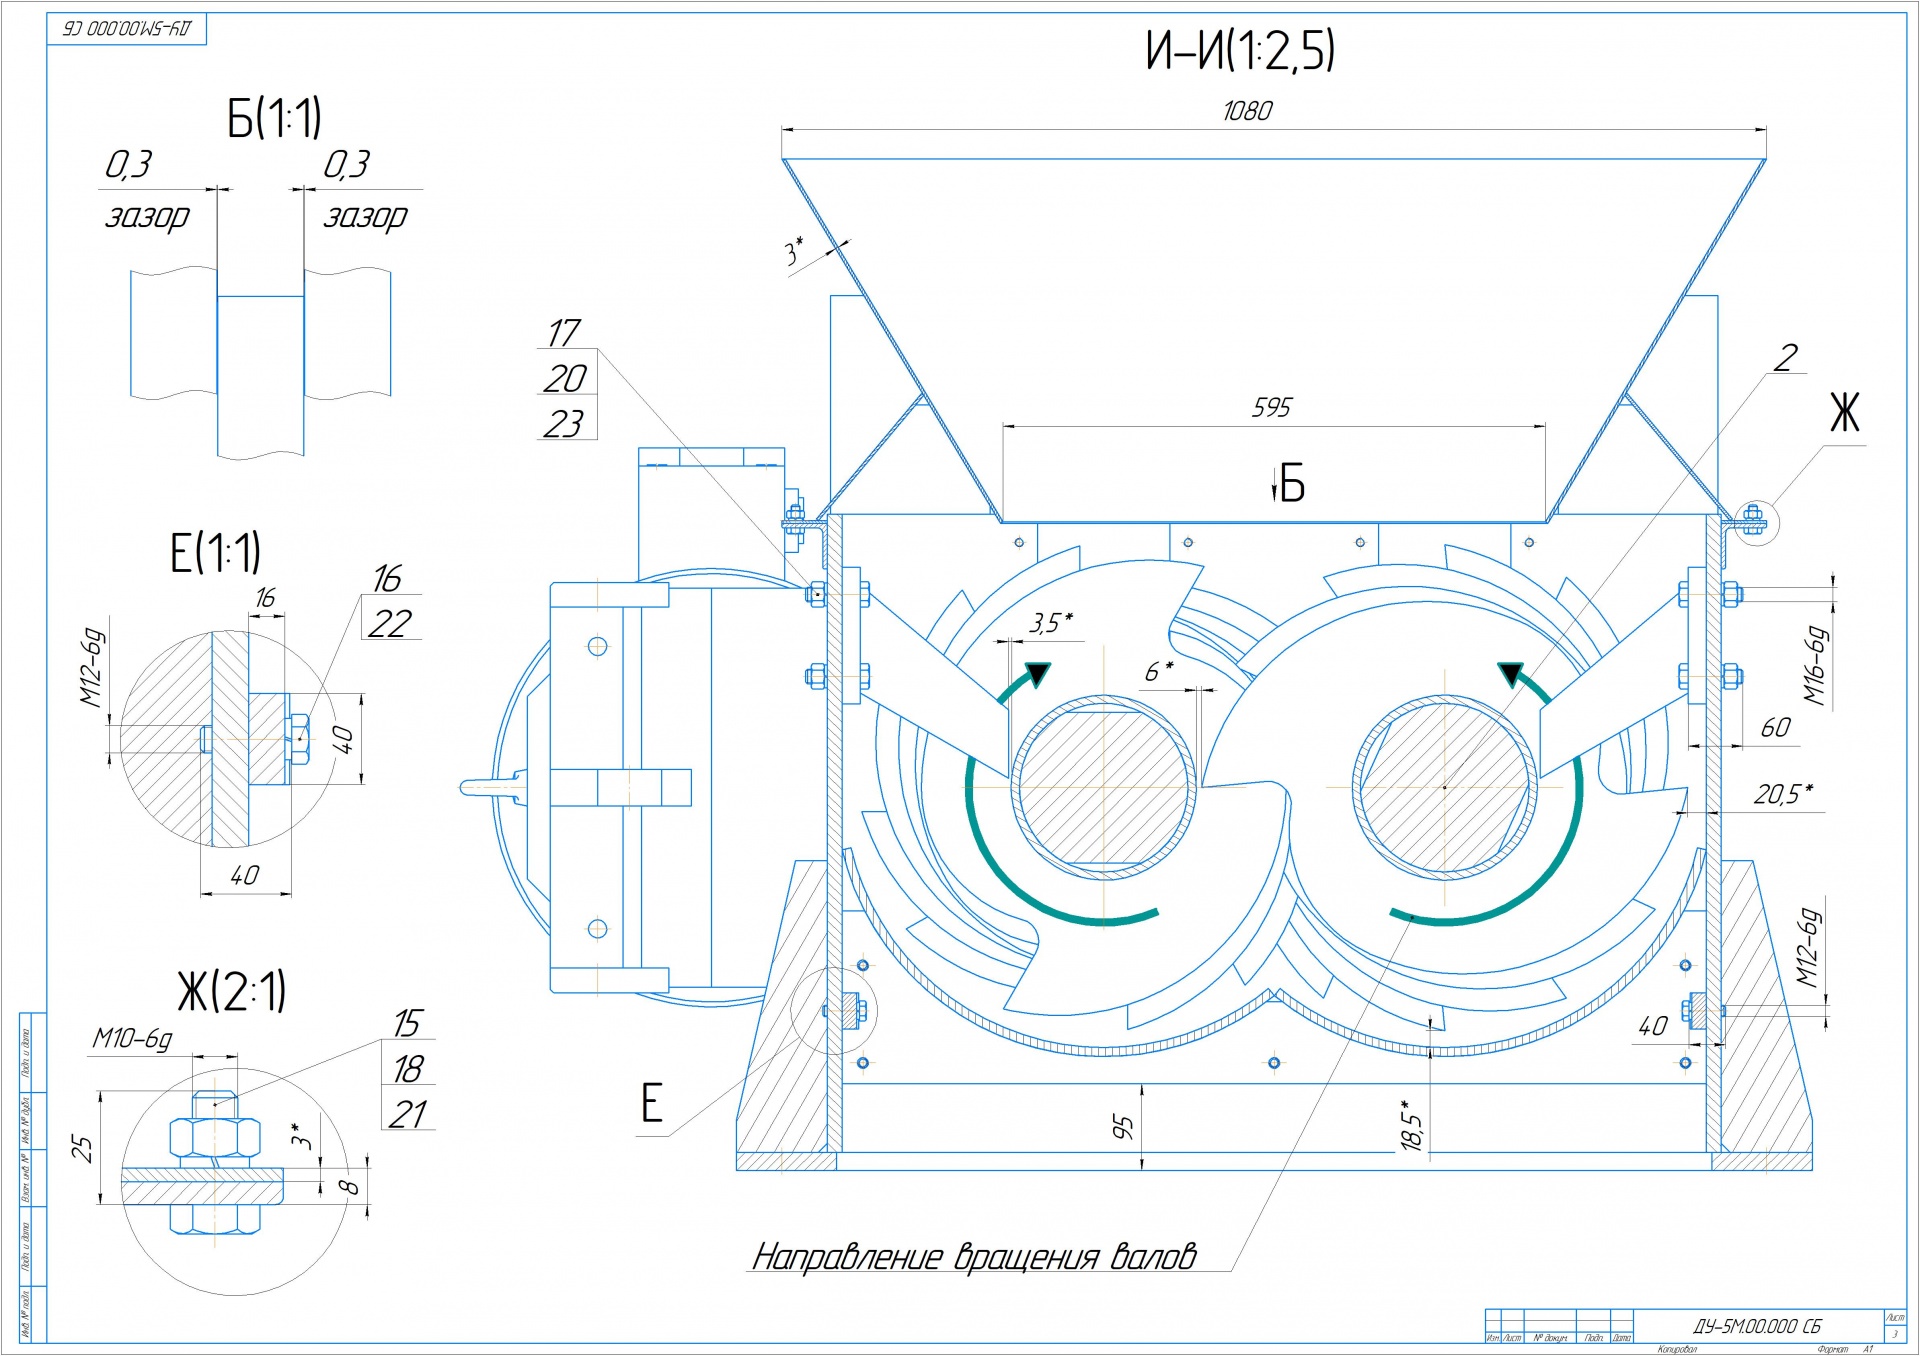 ДУ-5М.00.000 СБ
И-И(1:2,5)
1080
Б(1:1)
0,3
0,3
зазор
зазор
3*
17
20
23
2
Ж
595
Б
Е(1:1)
16
16
22
М12-6g
40
40
3,5*
6*
М16-6g
60
20,5*
М12-6g
40
Ж(2:1)
М10-6g
15
18
21
25
3*
8
Е
95
18,5*
Направление вращения валов
Подп. и дата
Инв. № дубл.
Взам. инв. №
Подп. и дата
Инв. № подл.
Изм.
Лист
№ докум.
Подп.
Дата
ДУ-5М.00.000 СБ
Лист
3
Копировал
Формат
А1